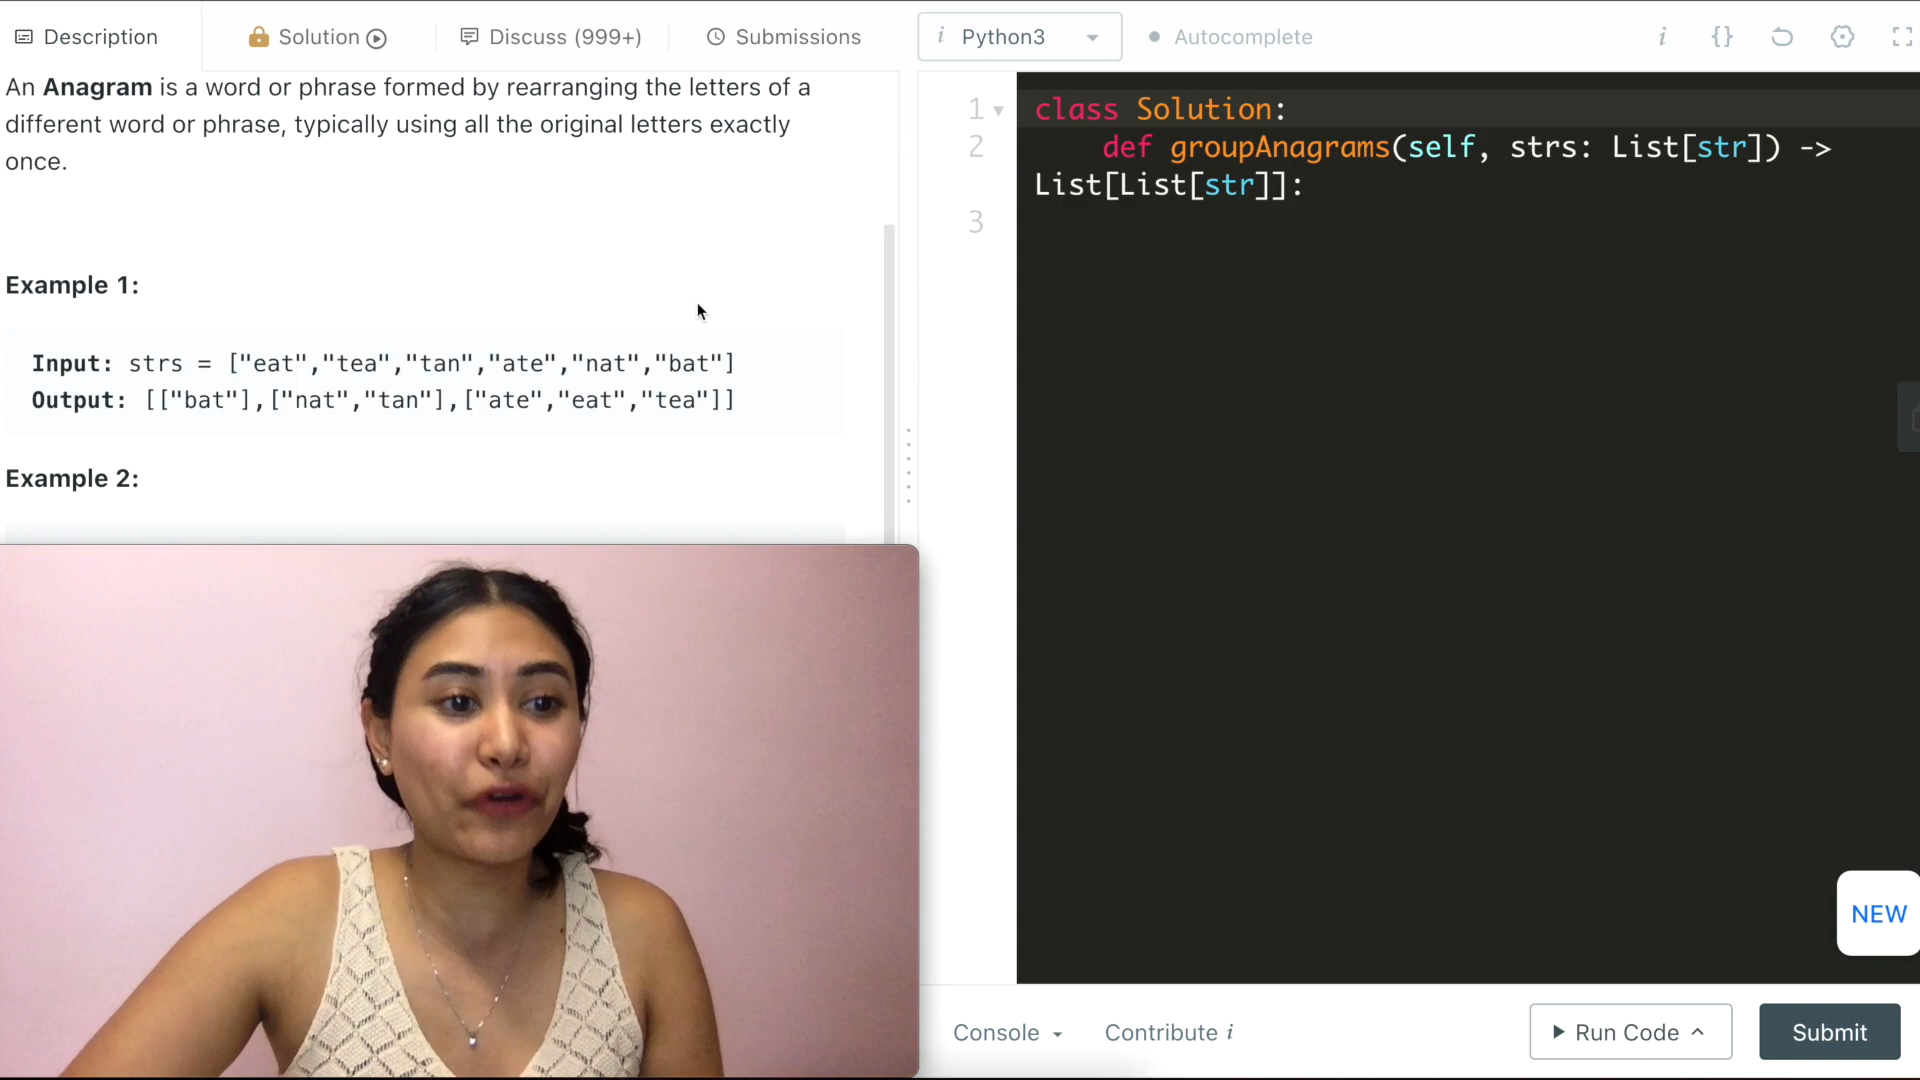 Description
Solution
Discuss (999+)
Submissions
i Python3
Autocomplete
i {}
An Anagram is a word or phrase formed by rearranging the letters of a
different word or phrase, typically using all the original letters exactly
once.
Example 1:
Input: strs = ["eat","tea","tan","ate","nat","bat"]
Output: [["bat"],["nat","tan"],["ate","eat","tea"]]
Example 2:
1 class Solution:
2 def groupAnagrams(self, strs: List[str]) ->
List[List[str]]:
3
NEW
Console
Contribute i
Run Code
Submit